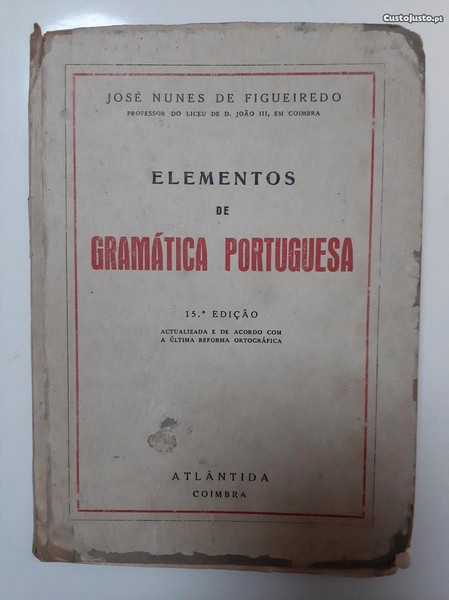 CustoJusto.pt
JOSÉ NUNES DE FIGUEIREDO
PROFESSOR DO LICEU DE D. JOÃO III, EM COIMBRA
ELEMENTOS
DE
GRAMÁTICA PORTUGUESA
15.ª EDIÇÃO
ACTUALIZADA E DE ACORDO COM
A ÚLTIMA REFORMA ORTOGRÁFICA
ATLÂNTIDA
COIMBRA